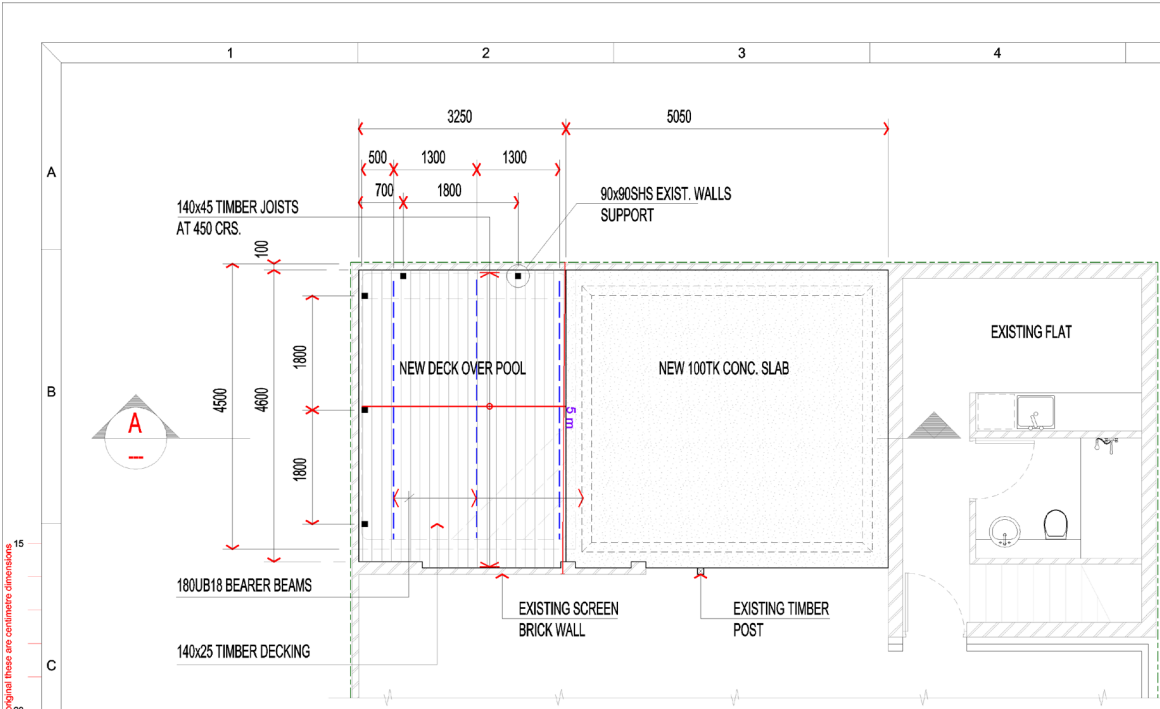 1
2
3
4
3250
5050
A
500
1300
1300
700
1800
90x90SHS EXIST. WALLS
SUPPORT
140x45 TIMBER JOISTS
AT 450 CRS.
100
EXISTING FLAT
B
NEW DECK OVER POOL
NEW 100TK CONC. SLAB
1800
4500
4600
5 m
A
1800
15
180UB18 BEARER BEAMS
EXISTING SCREEN
BRICK WALL
EXISTING TIMBER
POST
140x25 TIMBER DECKING
C
original these are centimetre dimensions